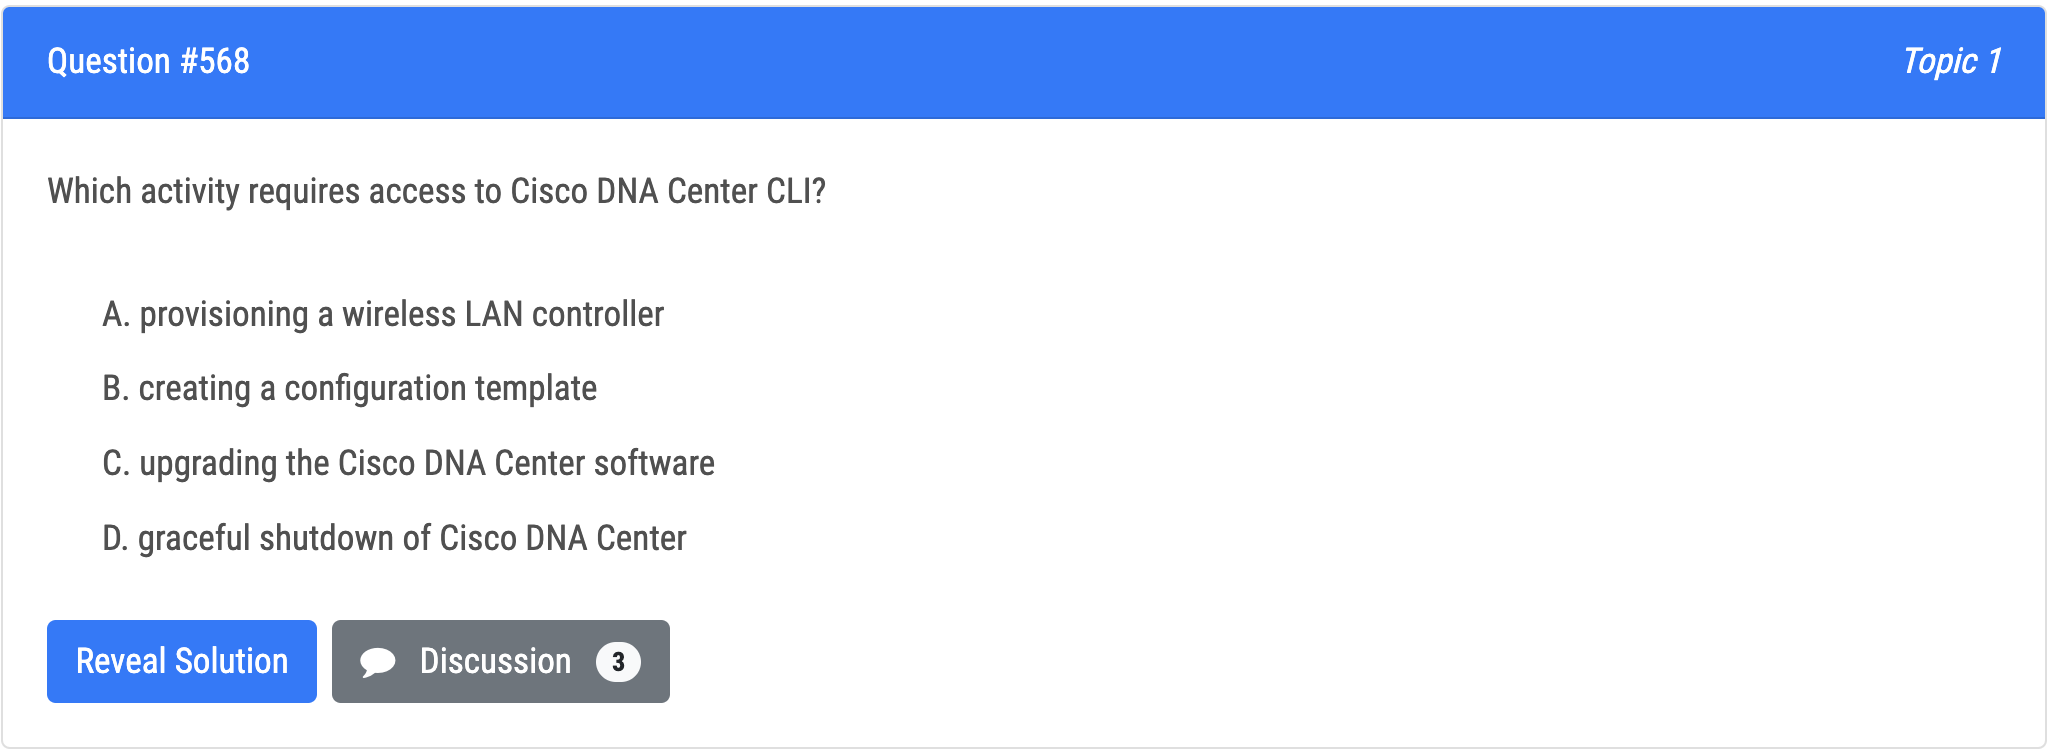 Question #568
Topic 1
Which activity requires access to Cisco DNA Center CLI?
A. provisioning a wireless LAN controller
B. creating a configuration template
C. upgrading the Cisco DNA Center software
D. graceful shutdown of Cisco DNA Center
Reveal Solution
Discussion 3